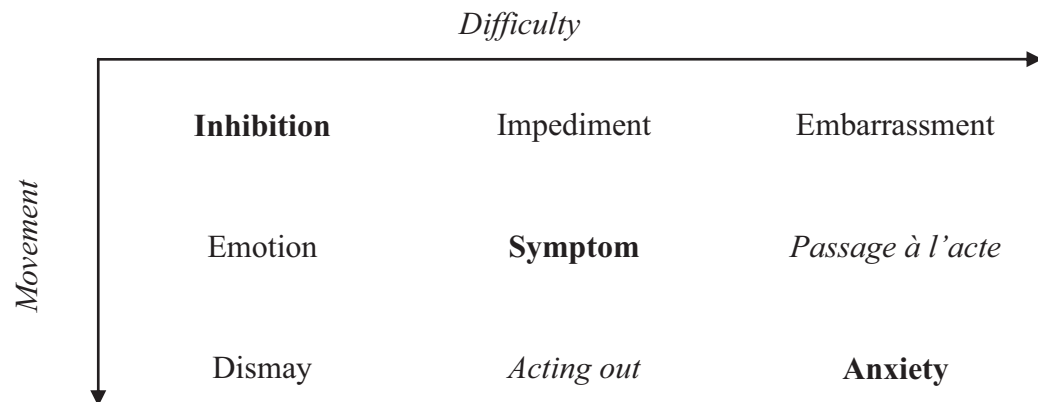 Difficulty
Movement
Inhibition Impediment Embarrassment
Emotion Symptom Passage à l’acte
Dismay Acting out Anxiety